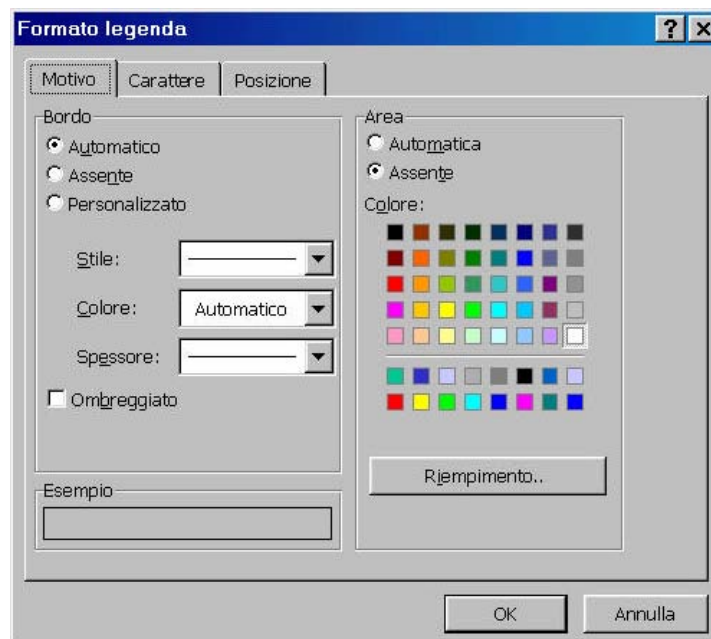 Formato legenda
Motivo Carattere Posizione
Bordo
Automatico
Assente
Personalizzato
Stile:
Colore: Automatico
Spessore:
Ombreggiato
Esempio
Area
Automatica
Assente
Colore:
Riempimento..
OK Annulla